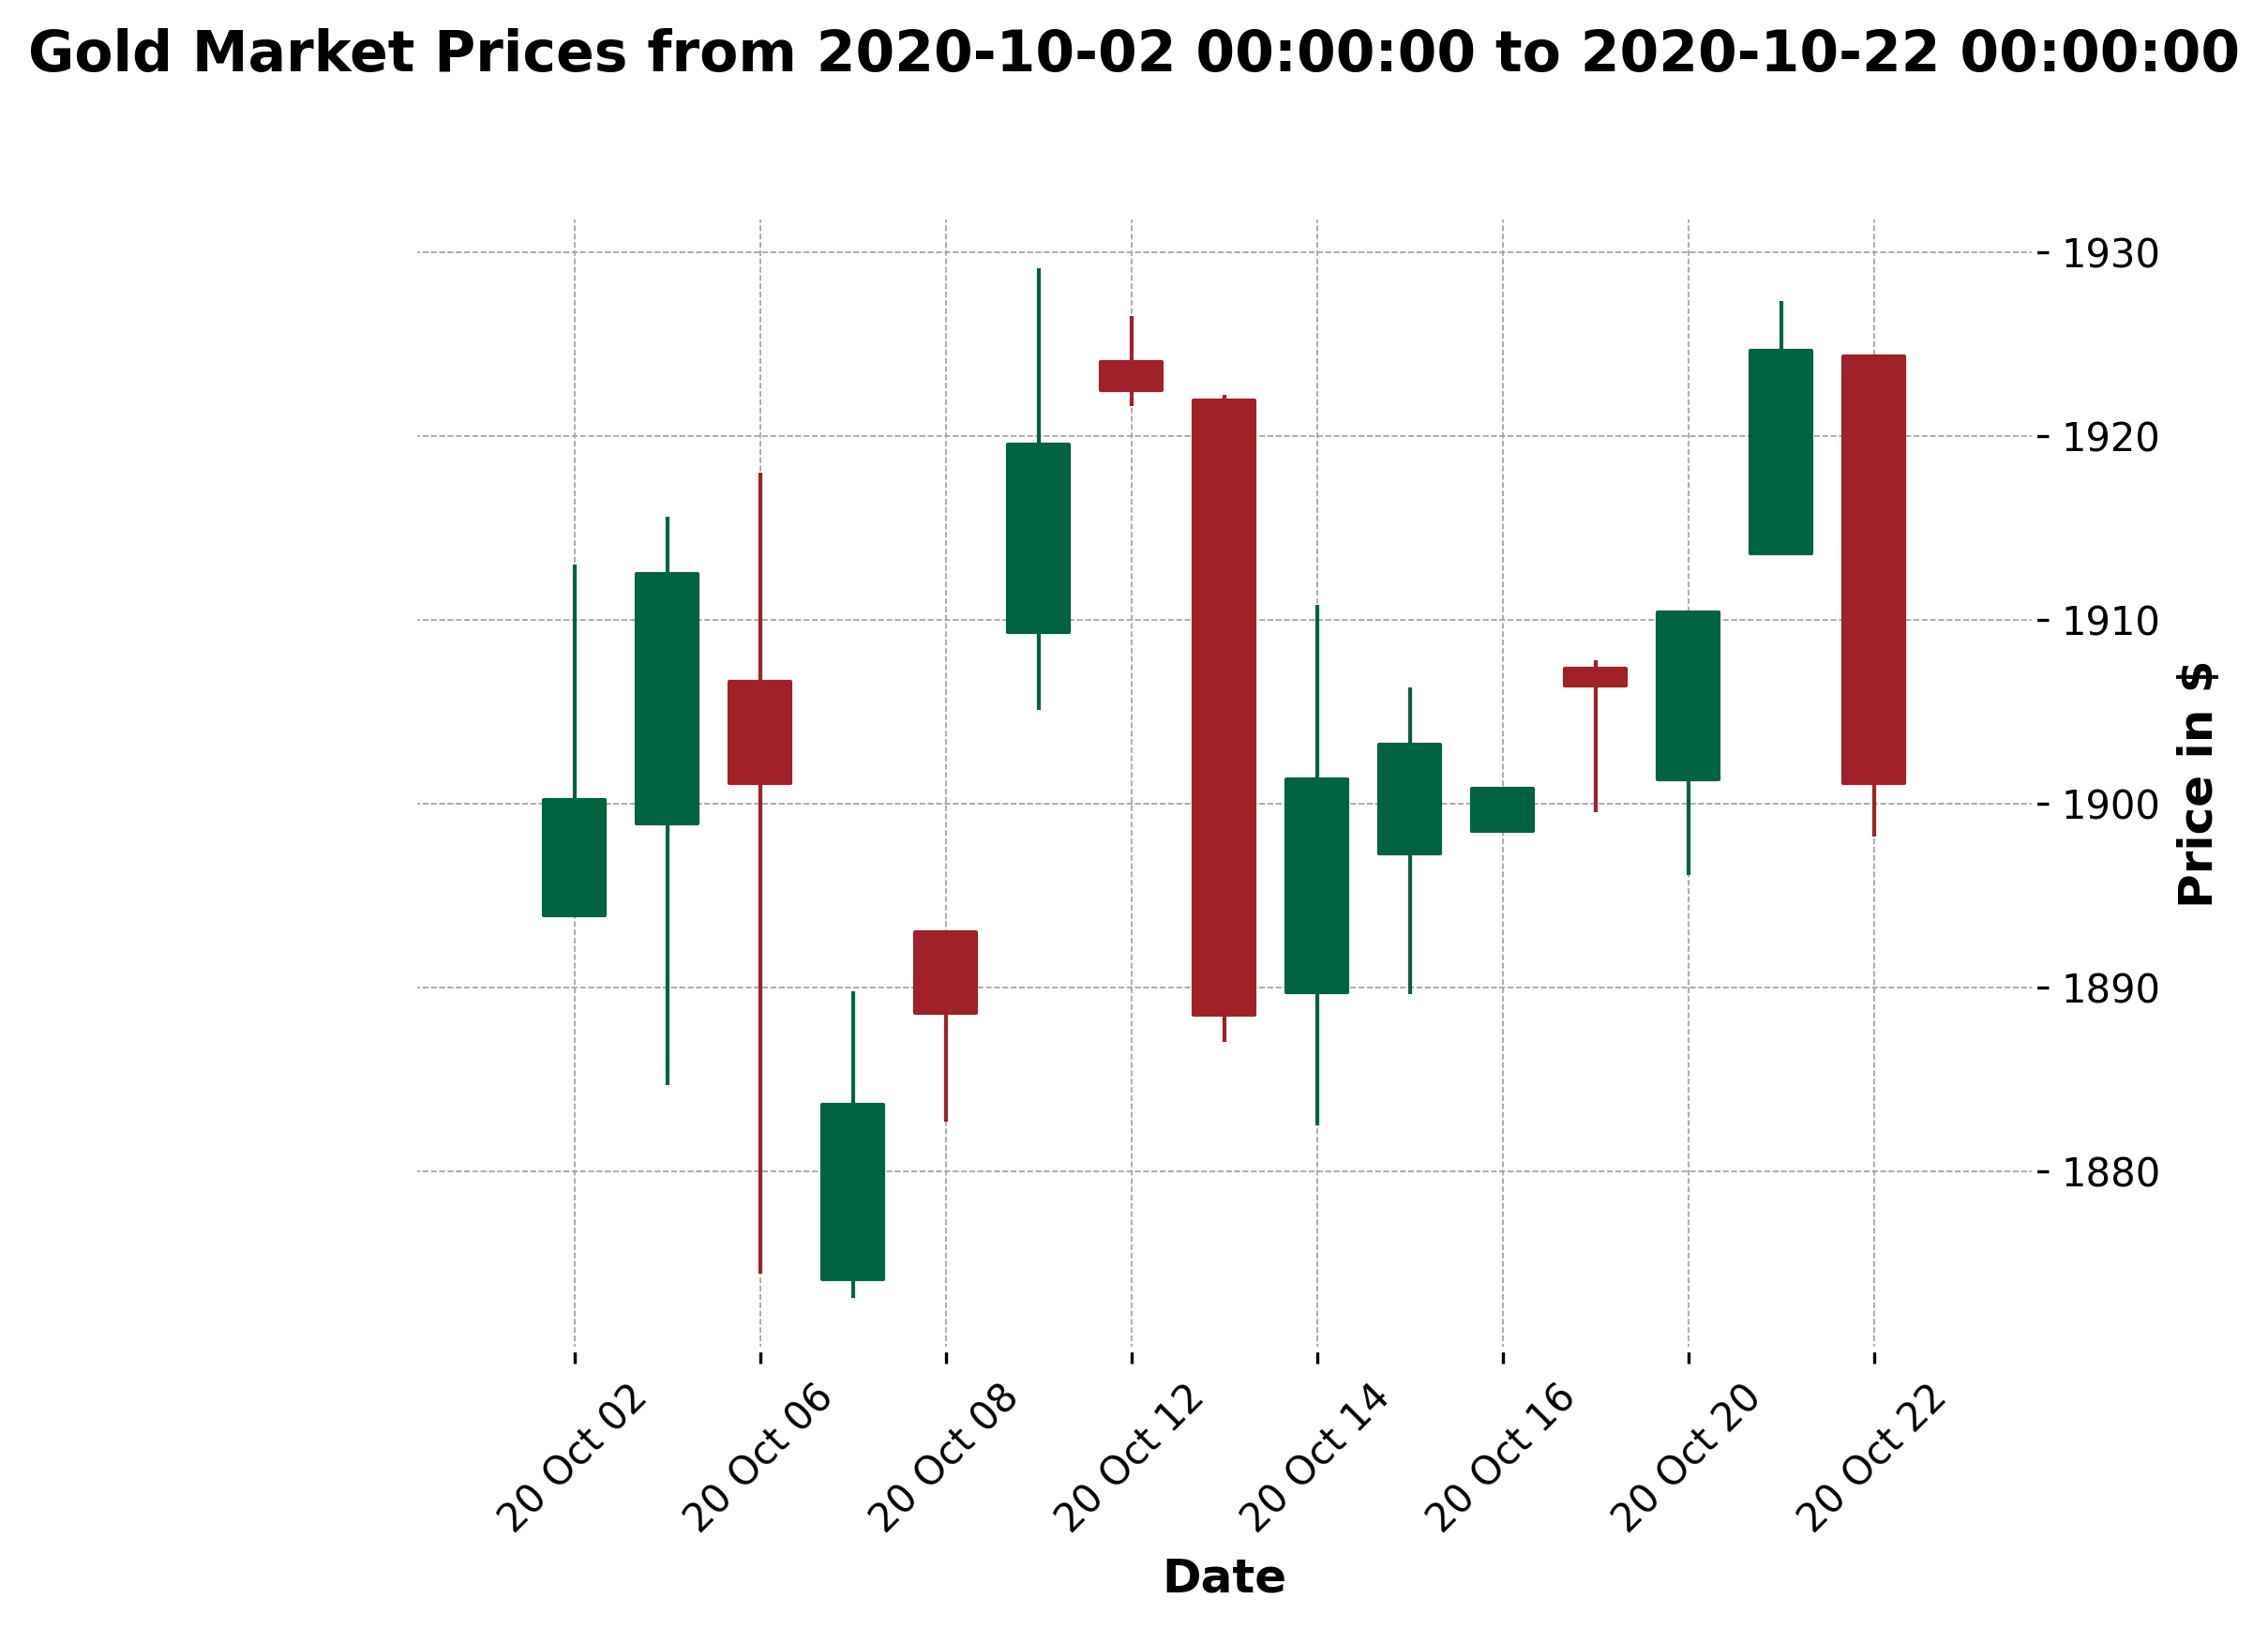 Gold Market Prices from 2020-10-02 00:00:00 to 2020-10-22 00:00:00
1930
1920
1910
1900
1890
1880
Price in $
20 Oct 02
20 Oct 06
20 Oct 08
20 Oct 12
20 Oct 14
20 Oct 16
20 Oct 20
20 Oct 22
Date